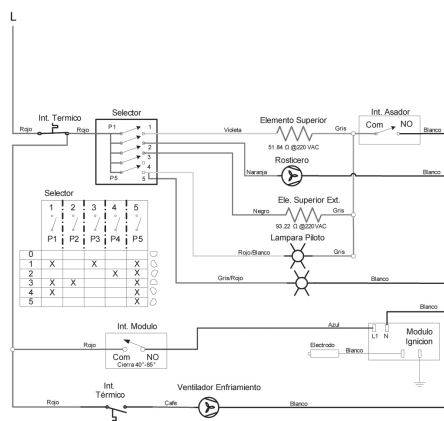 L
Int. Termico
Selector
Elemento Superior
Int. Asador
Rojo
Rojo
P1
1
Violeta
Gris
Com NO
Blanco
51.84 Ω @220 VAC
2
Rosticero
3
Naranja
Blanco
4
P5
5
Ele. Superior Ext.
Negro
Gris
93.22 Ω @220 VAC
Lampara Piloto
Rojo/Blanco
Gris
Gris/Rojo
Blanco
Selector
1 2 3 4 5
P1 P2 P3 P4 P5
0
1 X X X
2 X X
3 X X X
4 X X
5 X
Blanco
Int. Modulo
Azul
L1 N
Modulo
Ignicion
Electrodo
Blanco
Rojo
Com NO
Cierra 40°-85°
Int.
Térmico
Ventilador Enfriamiento
Rojo
Cafe
Blanco